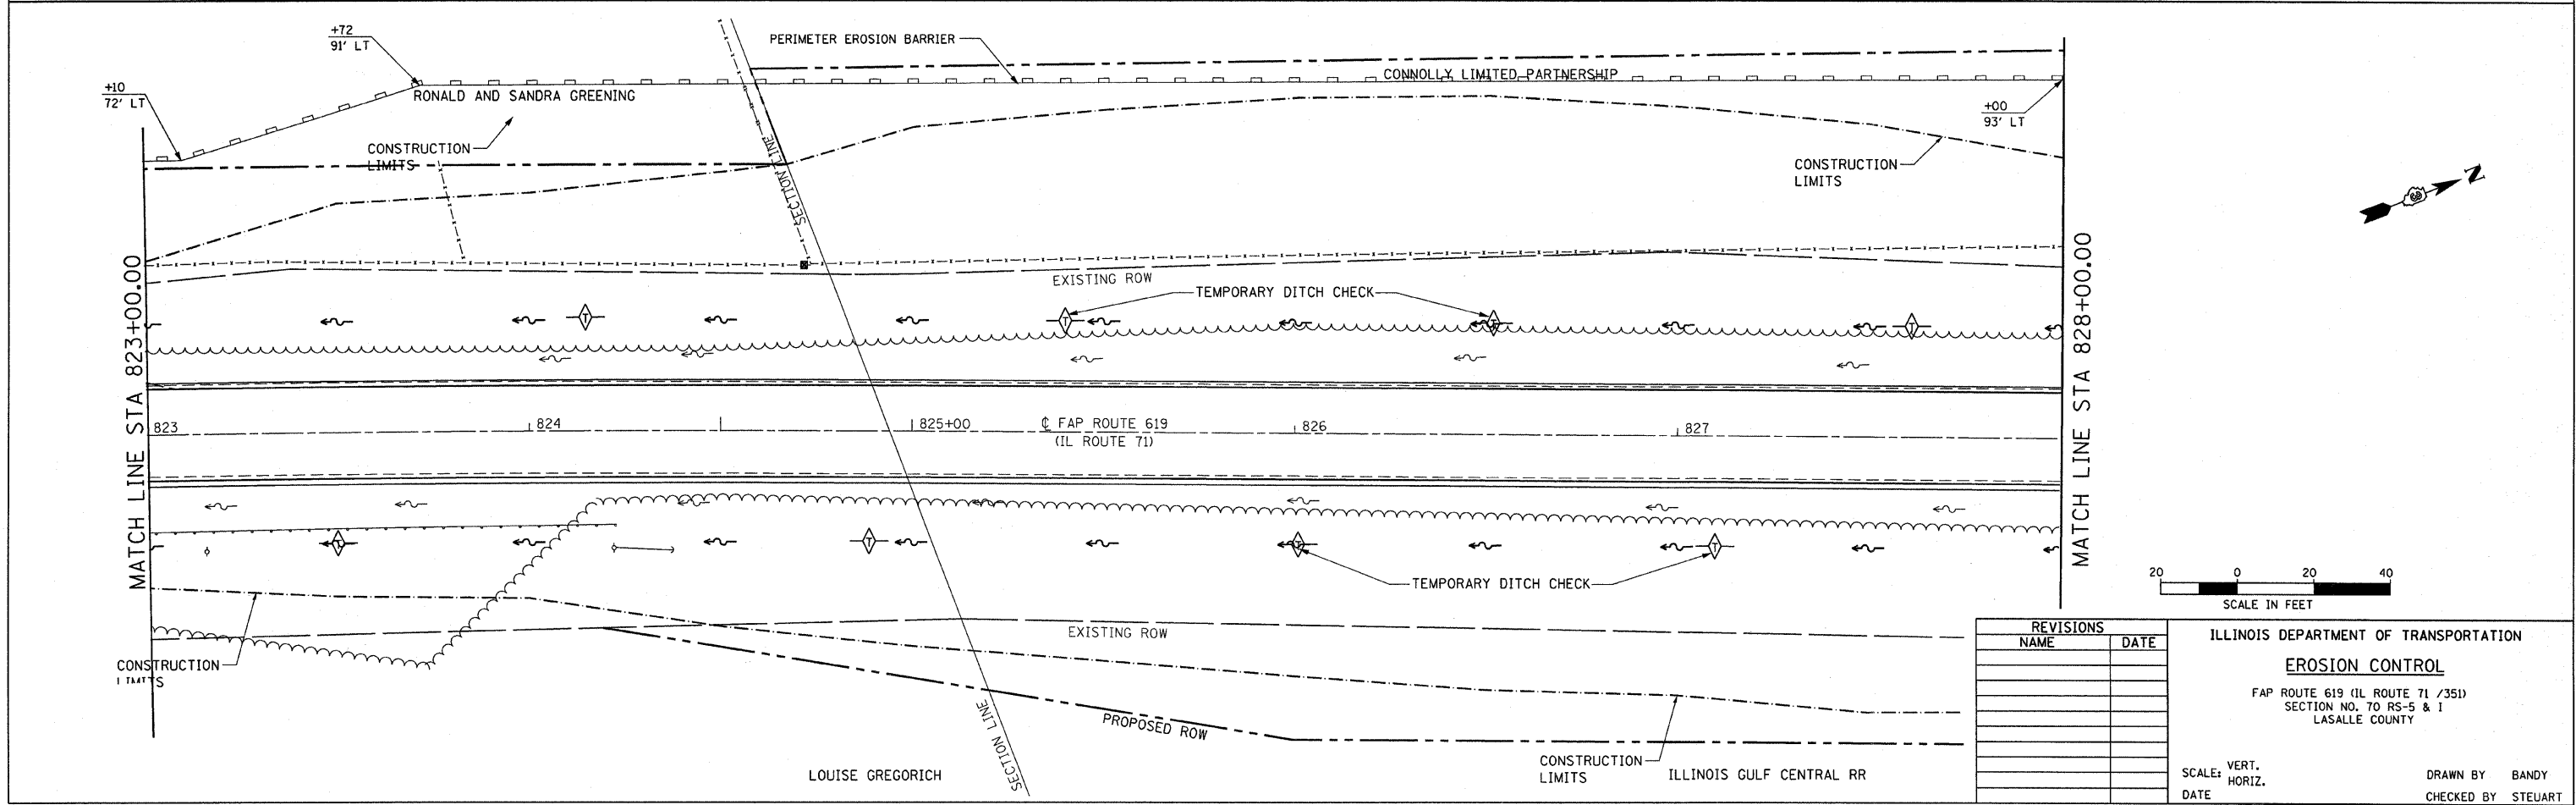 +72
91' LT
PERIMETER EROSION BARRIER
+10
72' LT
RONALD AND SANDRA GREENING
CONNOLLY LIMITED PARTNERSHIP
+00
93' LT
CONSTRUCTION
LIMITS
SECTION LINE
CONSTRUCTION
LIMITS
N
EXISTING ROW
TEMPORARY DITCH CHECK
T
T
T
T
MATCH LINE STA 823+00.00
MATCH LINE STA 828+00.00
823
824
825+00
℄ FAP ROUTE 619
(IL ROUTE 71)
826
827
T
T
T
T
TEMPORARY DITCH CHECK
20 0 20 40
SCALE IN FEET
EXISTING ROW
CONSTRUCTION
LIMITS
SECTION LINE
PROPOSED ROW
LOUISE GREGORICH
CONSTRUCTION
LIMITS
ILLINOIS GULF CENTRAL RR
REVISIONS
NAME DATE
ILLINOIS DEPARTMENT OF TRANSPORTATION
EROSION CONTROL
FAP ROUTE 619 (IL ROUTE 71 /351)
SECTION NO. 70 RS-5 & I
LASALLE COUNTY
SCALE: VERT.
HORIZ.
DATE
DRAWN BY BANDY
CHECKED BY STEUART